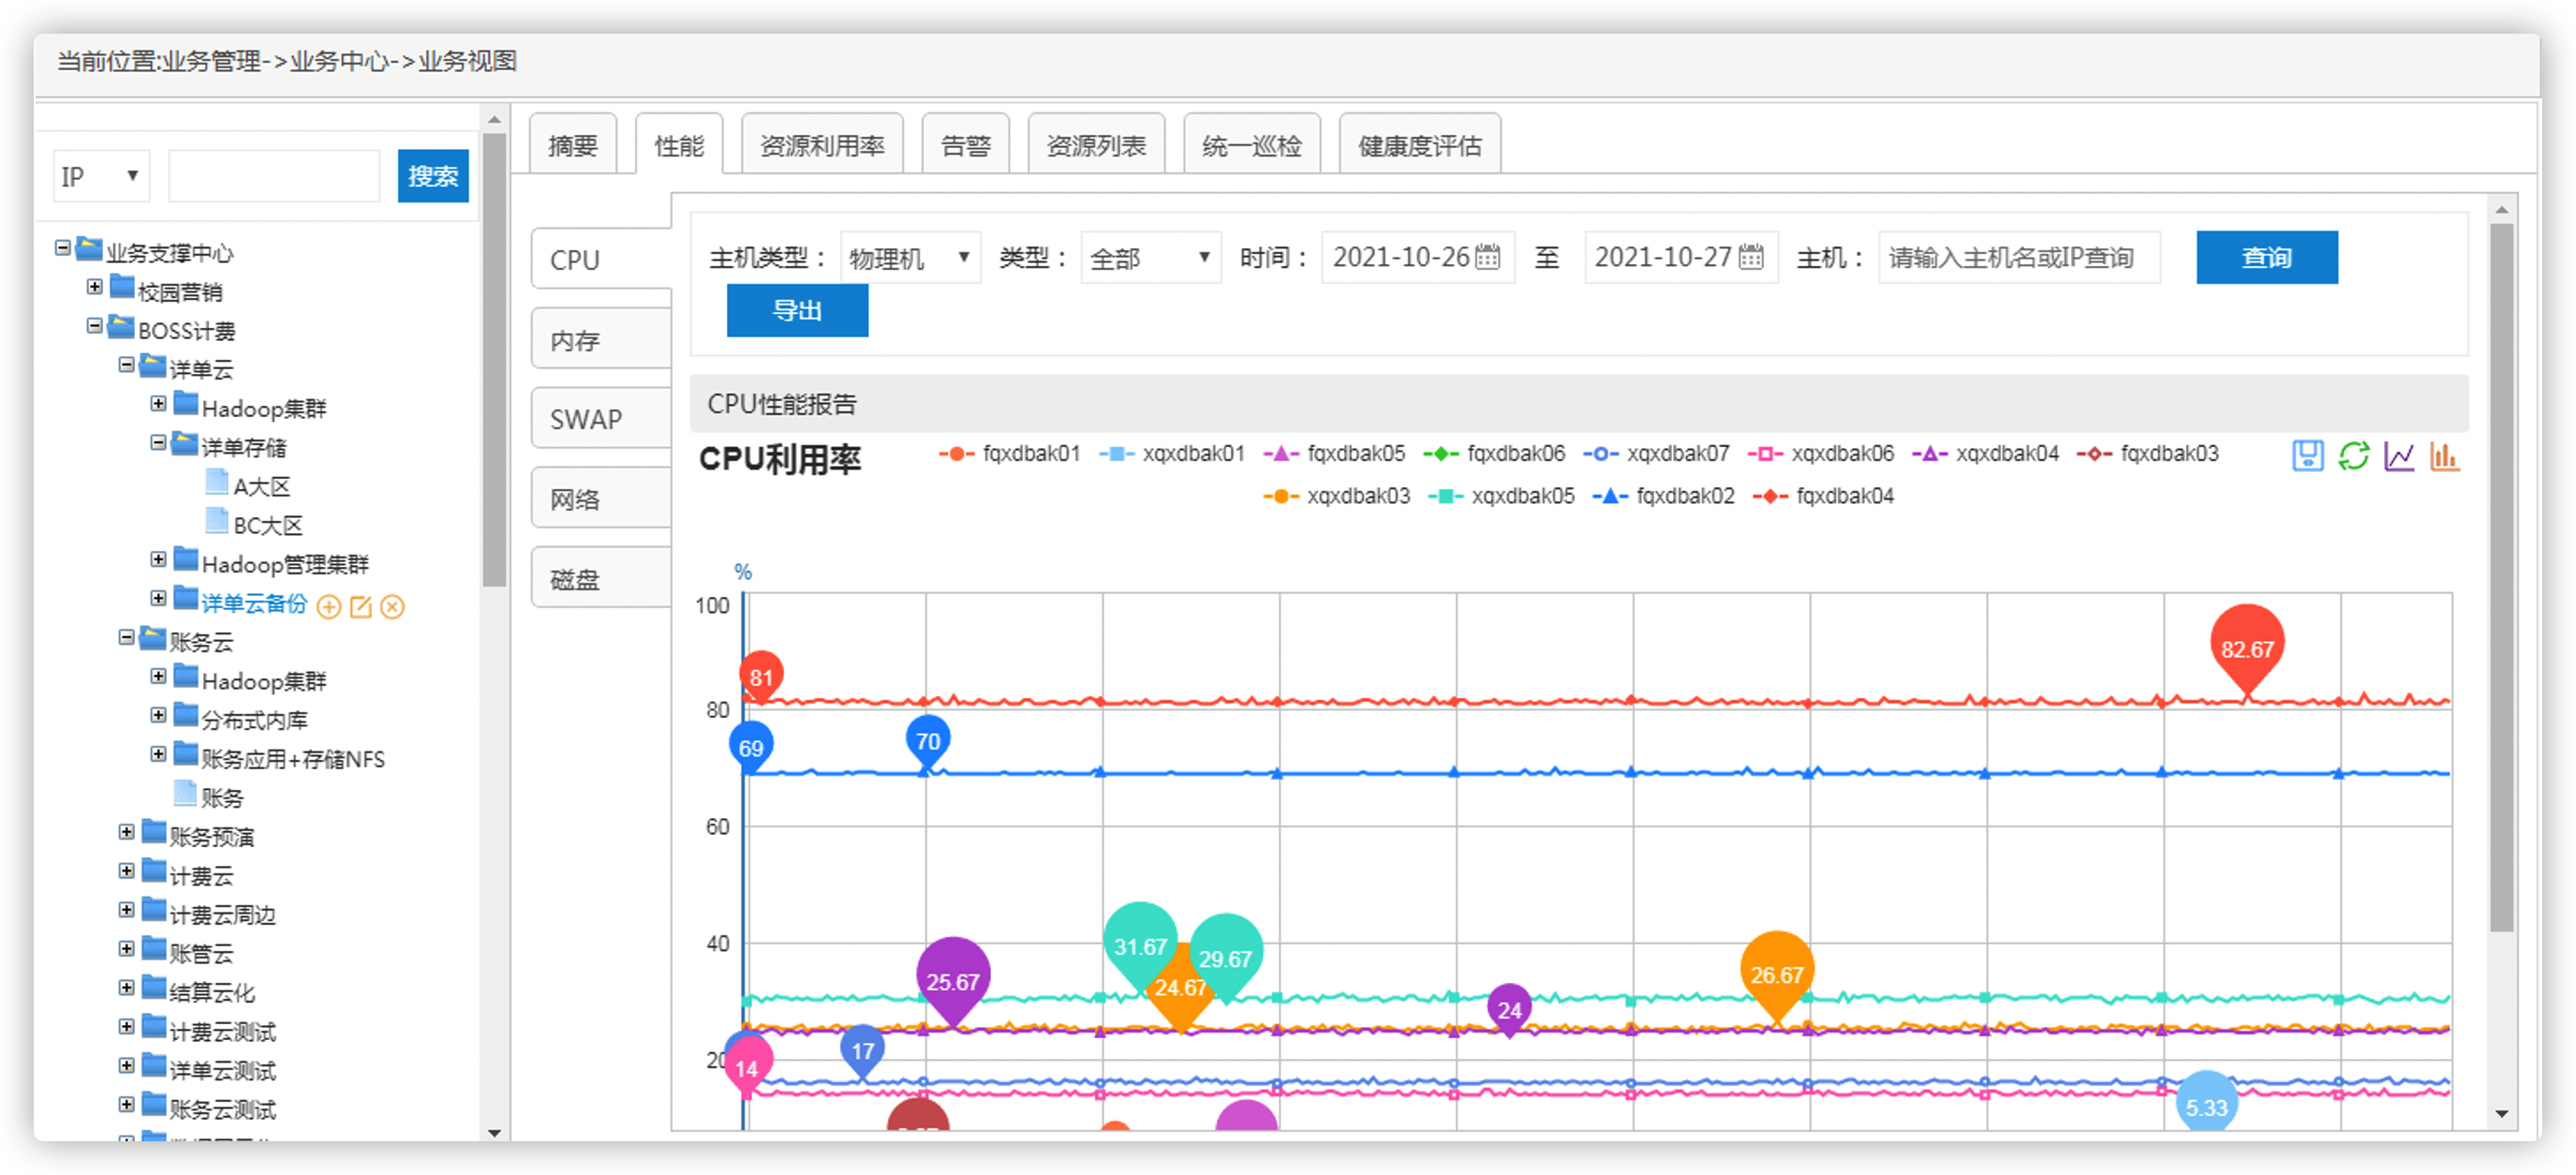 当前位置:业务管理->业务中心->业务视图
IP
搜索
业务支撑中心
校园营销
BOSS计费
详单云
Hadoop集群
详单存储
A大区
BC大区
Hadoop管理集群
详单云备份
账务云
Hadoop集群
分布式内库
账务应用+存储NFS
账务
账务预演
计费云
计费云周边
账管云
结算云化
计费云测试
详单云测试
账务云测试
摘要 性能 资源利用率 告警 资源列表 统一巡检 健康度评估
CPU
内存
SWAP
网络
磁盘
主机类型： 物理机 类型： 全部 时间： 2021-10-26 至 2021-10-27 主机： 请输入主机名或IP查询 查询
导出
CPU性能报告
CPU利用率
fqxdbak01 xqxdbak01 fqxdbak05 fqxdbak06 xqxdbak07 xqxdbak06 xqxdbak04 fqxdbak03
xqxdbak03 xqxdbak05 fqxdbak02 fqxdbak04
%
100
82.67
81
80
70
69
60
40
31.67
29.67
26.67
25.67
24.67
24
20
17
14
5.33